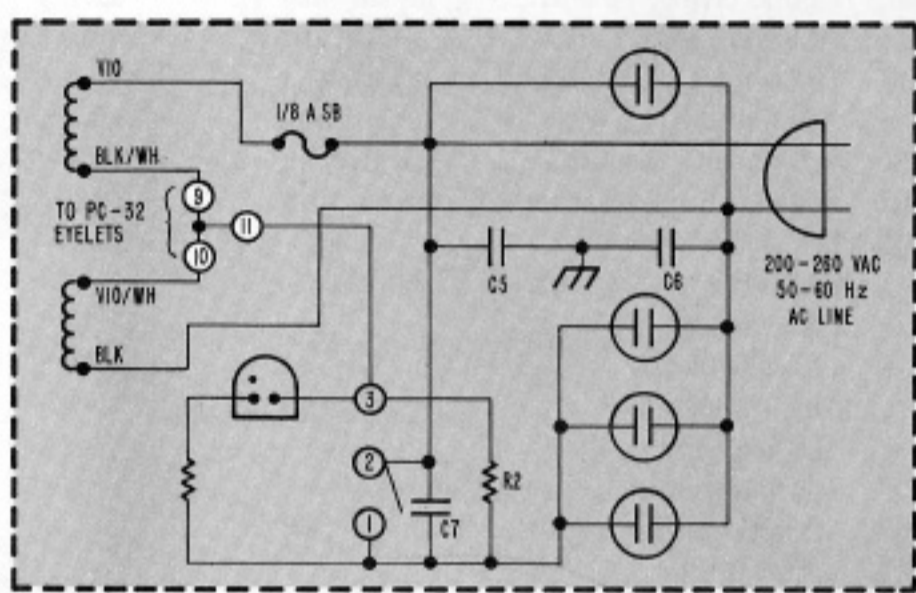 VIO
1/8 A SB
BLK/WH
9
TO PC-32
EYELETS
11
10
VIO/WH
BLK
C5
C6
200-260 VAC
50-60 Hz
AC LINE
3
2
R2
1
C7